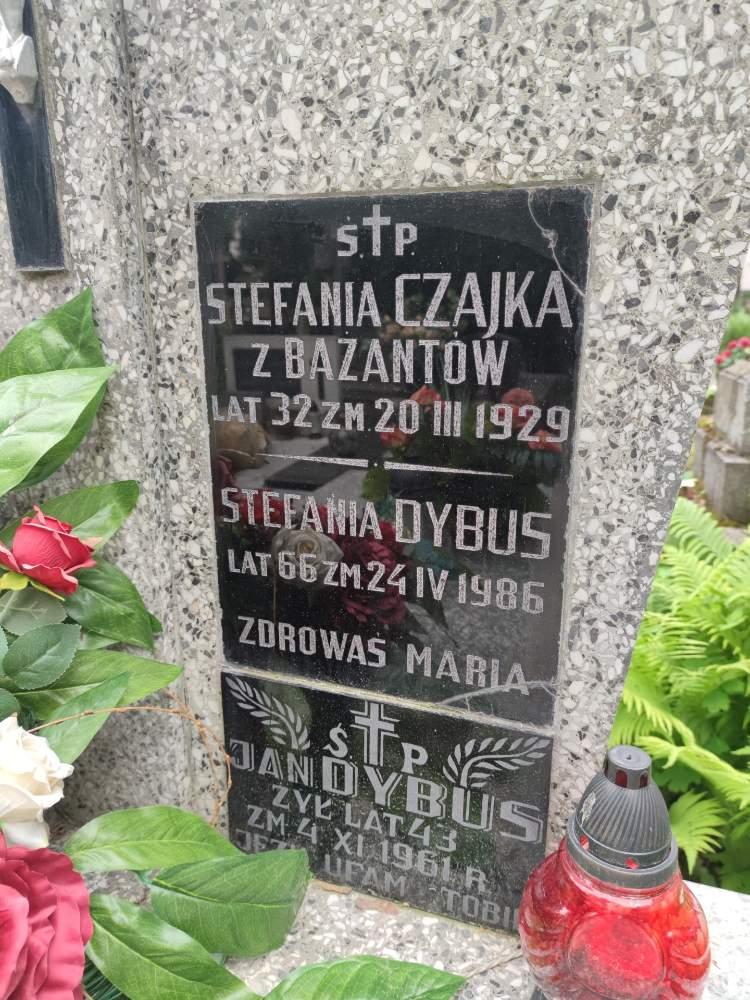 Ś.†P.
STEFANIA CZAJKA
Z BAŻANTÓW
LAT 32 ZM. 20 III 1929
STEFANIA DYBUS
LAT 66 ZM. 24 IV 1986
ZDROWAŚ MARIA
Ś†P
JAN DYBUS
ŻYŁ LAT 43
ZM 4 XI 1961 R.
UFAM TOBIE